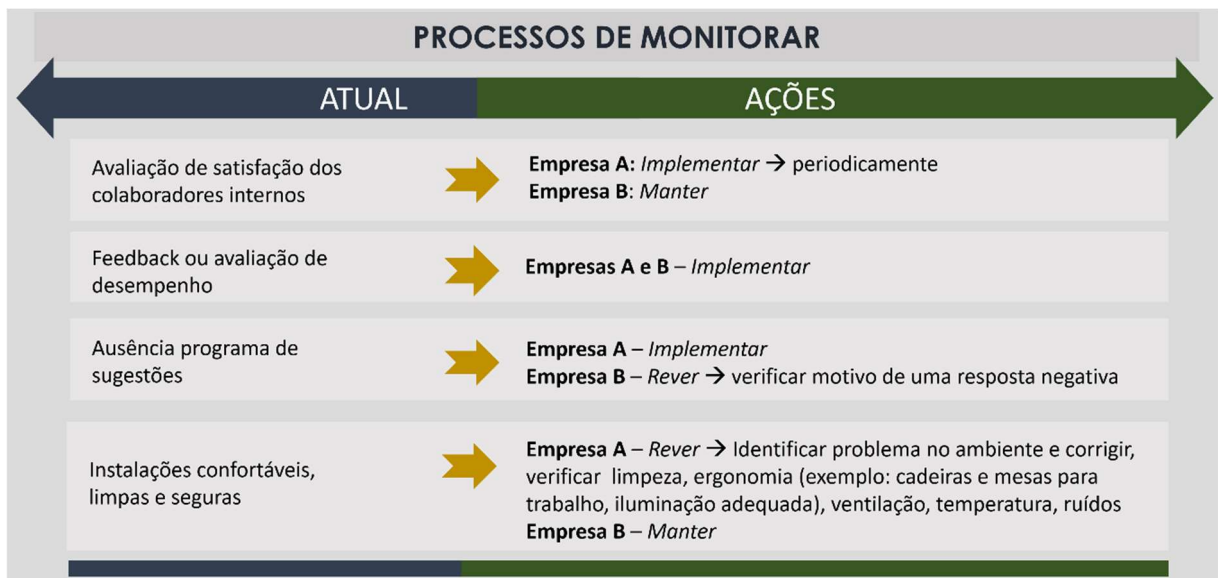 PROCESSOS DE MONITORAR
ATUAL
AÇÕES
Avaliação de satisfação dos
colaboradores internos
Empresa A: Implementar → periodicamente
Empresa B: Manter
Feedback ou avaliação de
desempenho
Empresas A e B – Implementar
Ausência programa de
sugestões
Empresa A – Implementar
Empresa B – Rever → verificar motivo de uma resposta negativa
Instalações confortáveis,
limpas e seguras
Empresa A – Rever → Identificar problema no ambiente e corrigir,
verificar limpeza, ergonomia (exemplo: cadeiras e mesas para
trabalho, iluminação adequada), ventilação, temperatura, ruídos
Empresa B – Manter